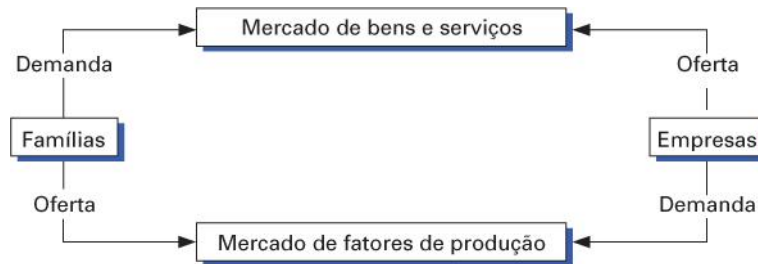 Mercado de bens e serviços
Demanda
Oferta
Famílias
Empresas
Oferta
Demanda
Mercado de fatores de produção